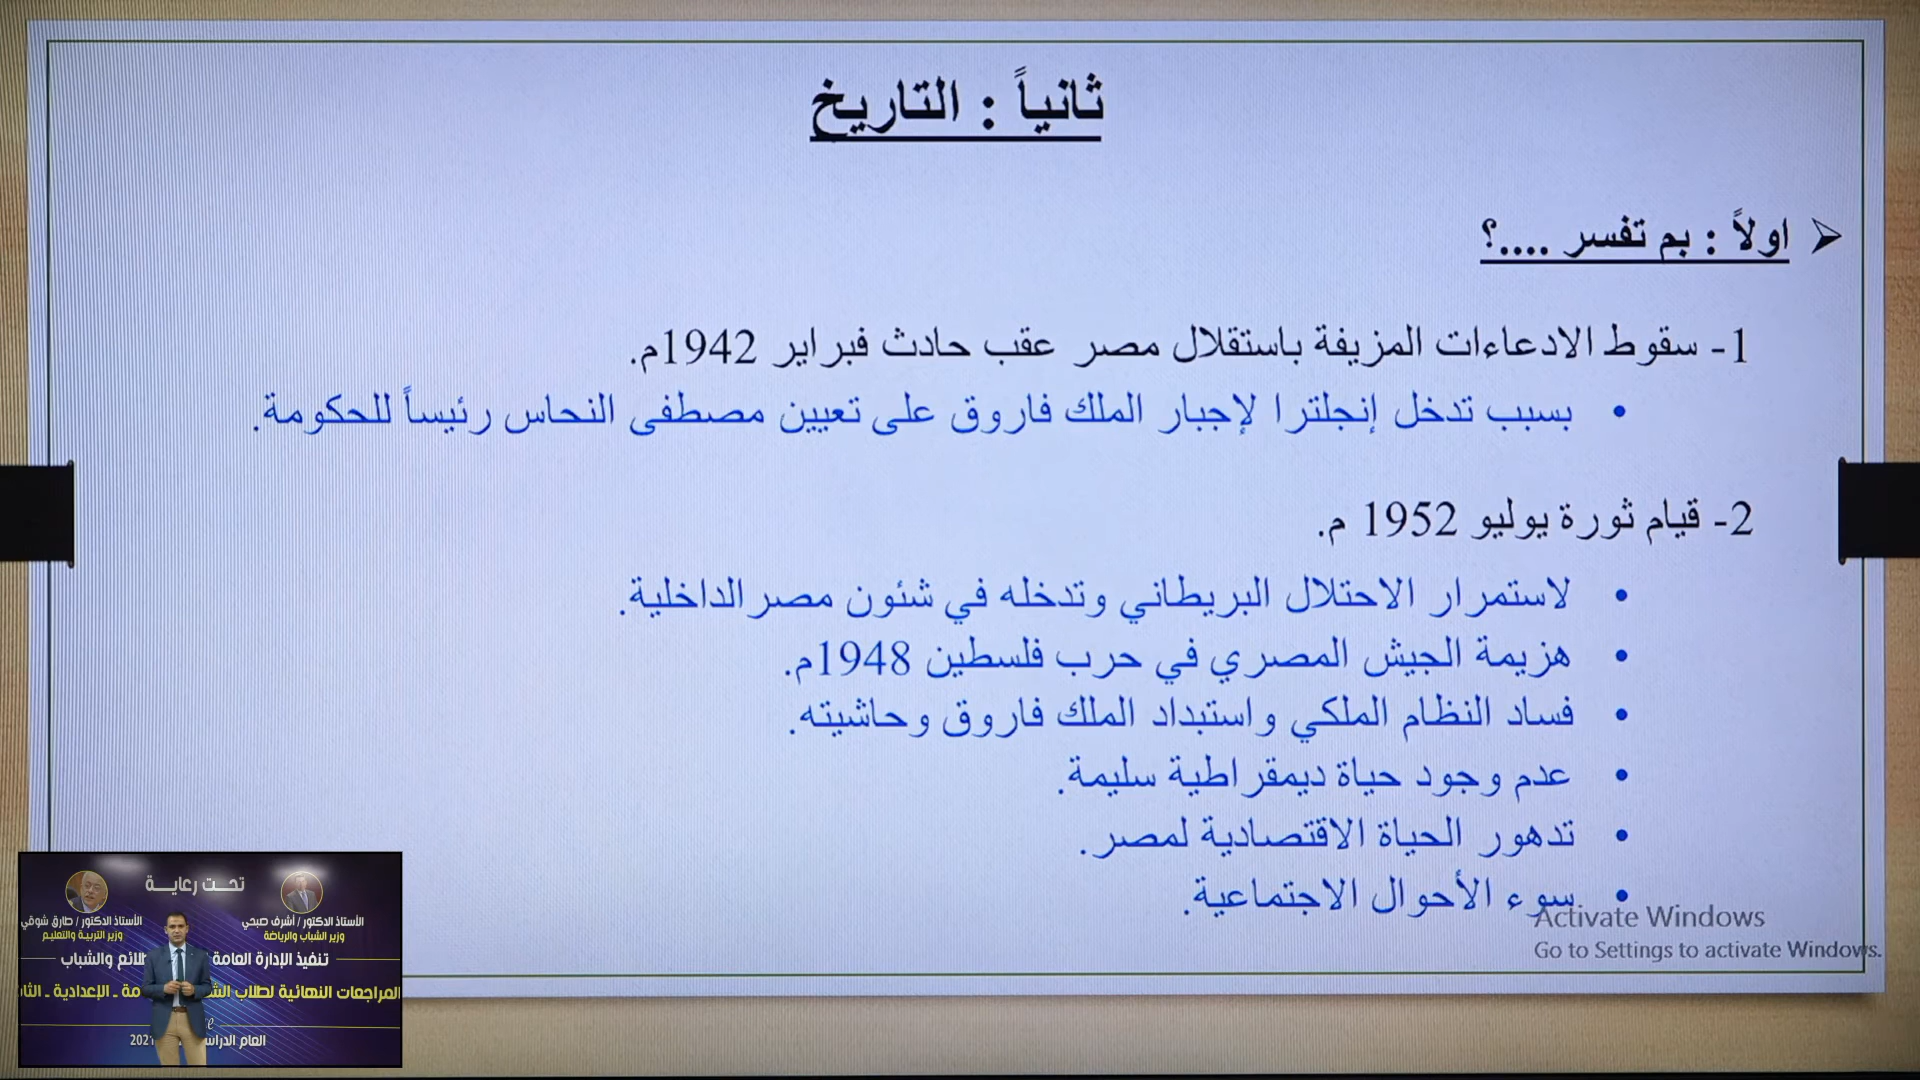 ثانياً : التاريخ
اولاً : بم تفسر ....؟
1- سقوط الادعاءات المزيفة باستقلال مصر عقب حادث فبراير 1942م.
بسبب تدخل إنجلترا لإجبار الملك فاروق على تعيين مصطفى النحاس رئيساً للحكومة.
2- قيام ثورة يوليو 1952 م.
لاستمرار الاحتلال البريطاني وتدخله في شئون مصر الداخلية.
هزيمة الجيش المصري في حرب فلسطين 1948م.
فساد النظام الملكي واستبداد الملك فاروق وحاشيته.
عدم وجود حياة ديمقراطية سليمة.
تدهور الحياة الاقتصادية لمصر.
سوء الأحوال الاجتماعية.
Activate Windows
Go to Settings to activate Windows.
تحت رعاية
الأستاذ الدكتور / أشرف صبحي
وزير الشباب والرياضة
الأستاذ الدكتور / طارق شوقي
وزير التربية والتعليم
تنفيذ الإدارة العامة والشباب
المراجعات النهائية لطلاب ـ الإعدادية ـ
العام 2021